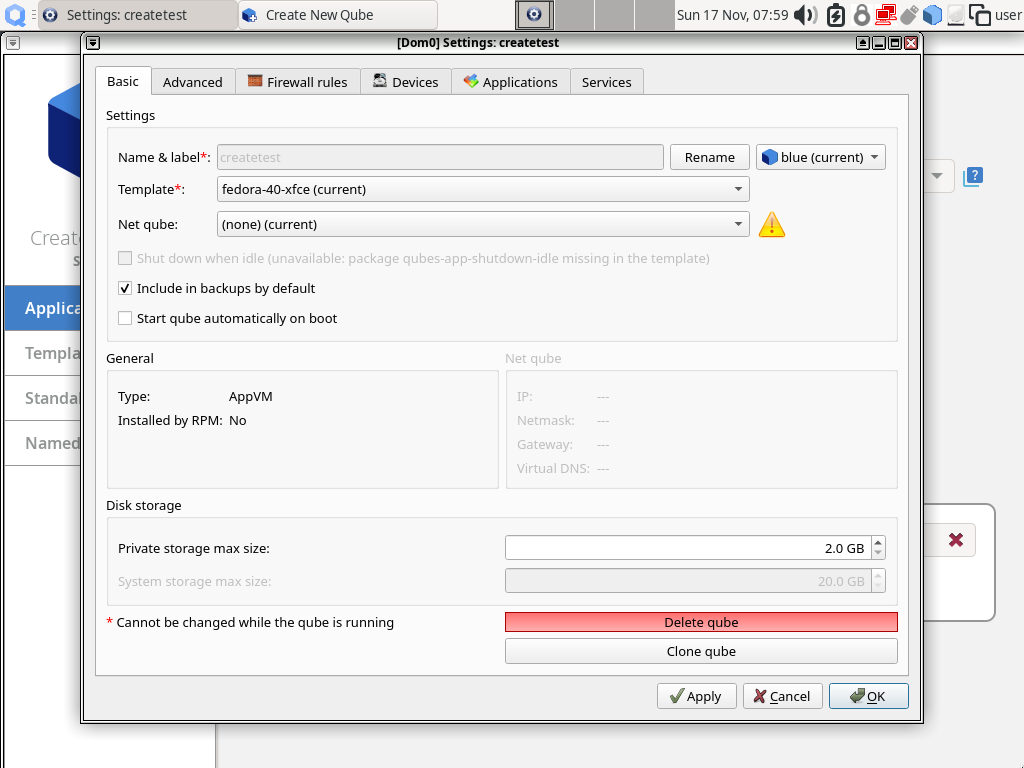 Settings: createtest
Create New Qube
Sun 17 Nov, 07:59
user
[Dom0] Settings: createtest
Basic
Advanced
Firewall rules
Devices
Applications
Services
Settings
Name & label*:
createtest
Rename
blue (current)
Template*:
fedora-40-xfce (current)
Net qube:
(none) (current)
Shut down when idle (unavailable: package qubes-app-shutdown-idle missing in the template)
Include in backups by default
Start qube automatically on boot
General
Type: AppVM
Installed by RPM: No
Net qube
IP: ---
Netmask: ---
Gateway: ---
Virtual DNS: ---
Disk storage
Private storage max size:
2.0 GB
System storage max size:
20.0 GB
* Cannot be changed while the qube is running
Delete qube
Clone qube
Apply
Cancel
OK
Create
Applica
Templa
Standa
Named
?